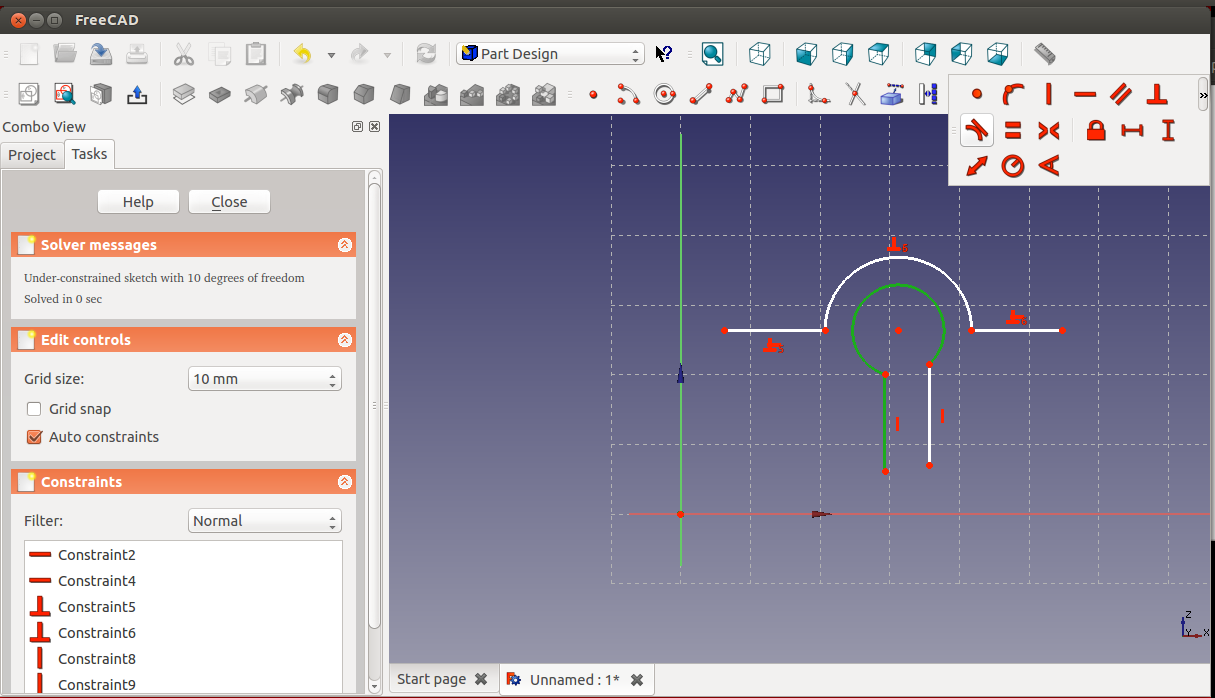 FreeCAD
Part Design
Combo View
Project
Tasks
Help
Close
Solver messages
Under-constrained sketch with 10 degrees of freedom
Solved in 0 sec
Edit controls
Grid size:
10 mm
Grid snap
Auto constraints
Constraints
Filter:
Normal
Constraint2
Constraint4
Constraint5
Constraint6
Constraint8
Constraint9
Z
Y
X
Start page
Unnamed : 1*